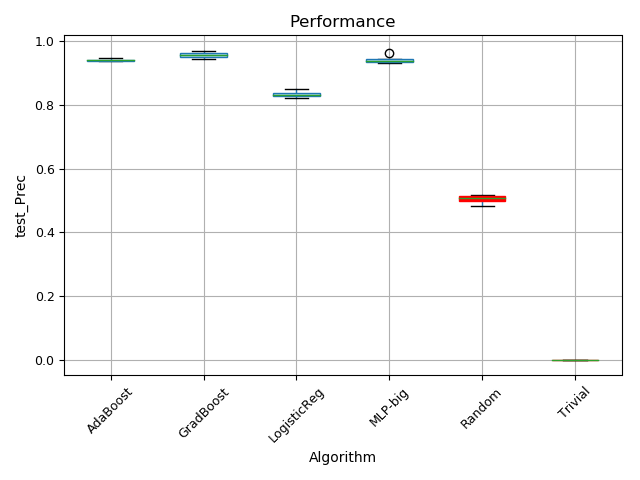 Performance
1.0
0.8
0.6
0.4
0.2
0.0
test_Prec
AdaBoost
GradBoost
LogisticReg
MLP-big
Random
Trivial
Algorithm